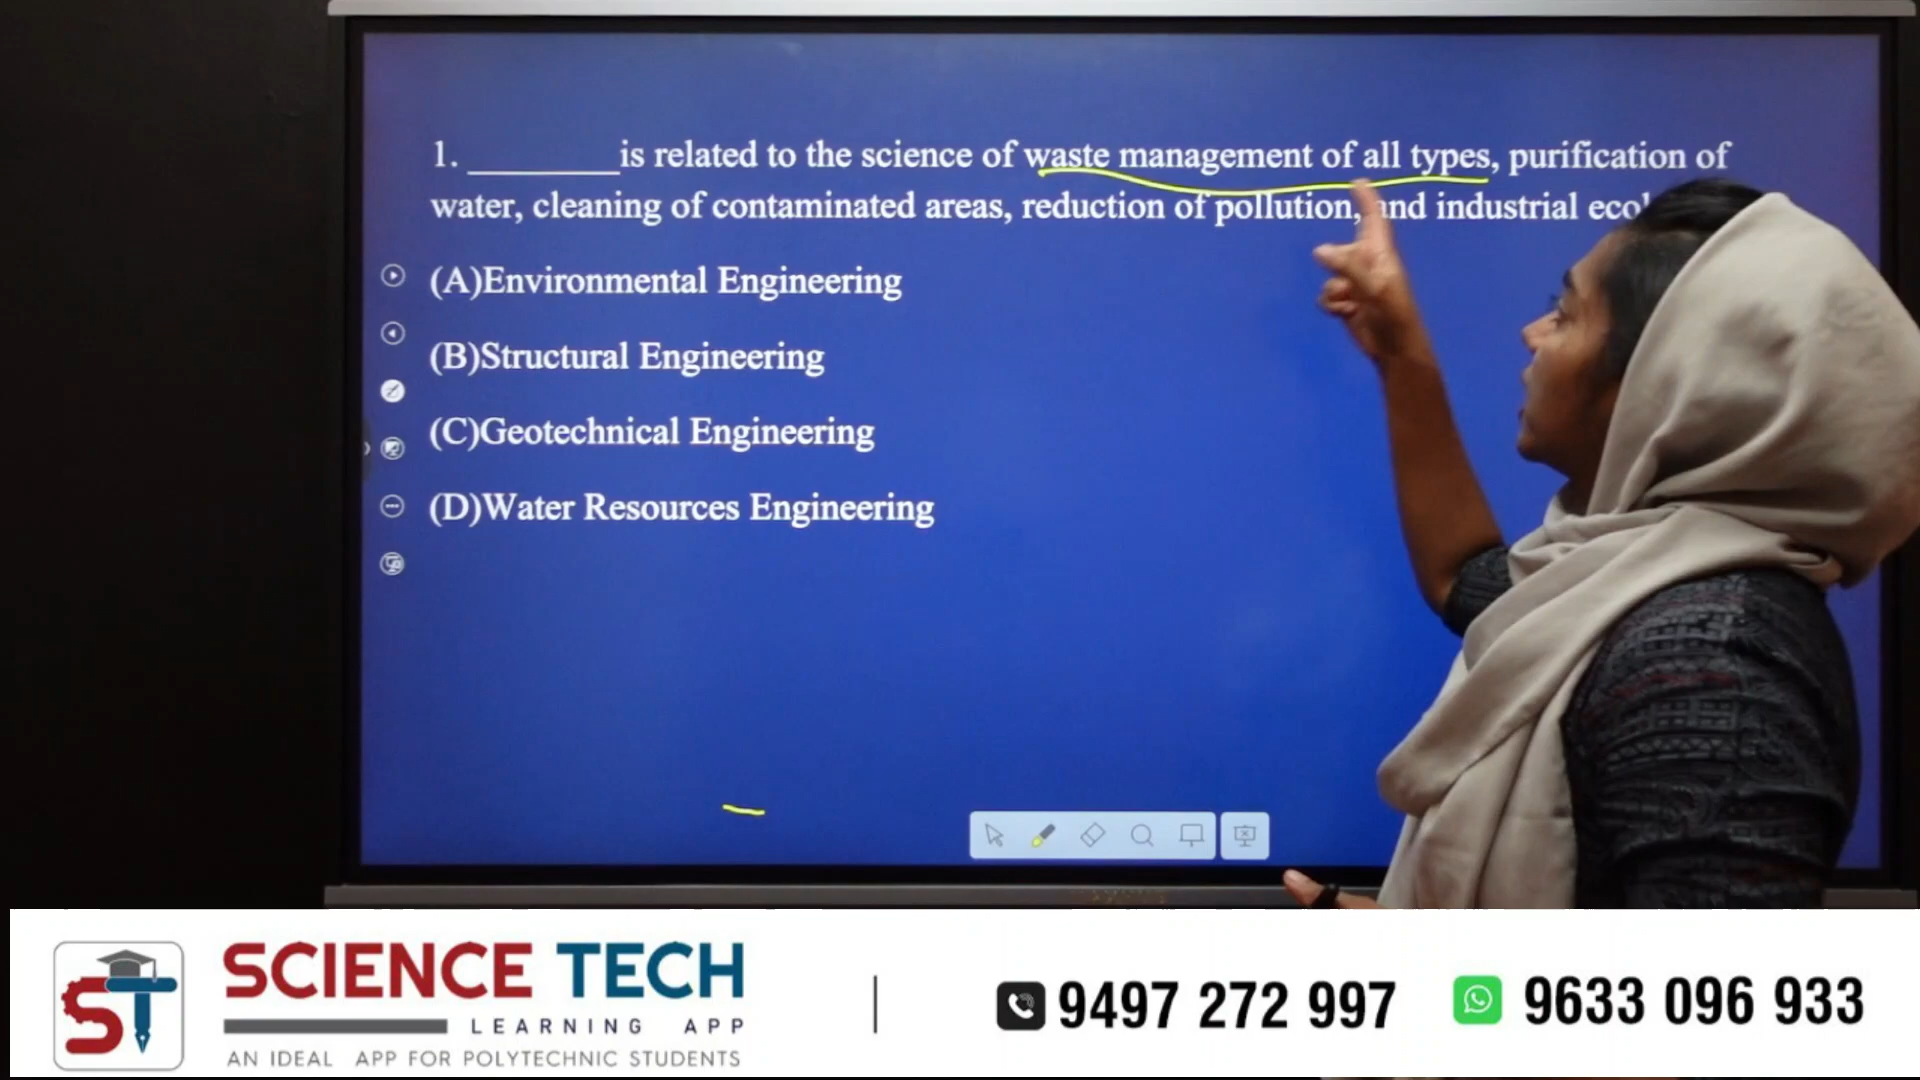 1. ________is related to the science of waste management of all types, purification of
water, cleaning of contaminated areas, reduction of pollution, and industrial
(A)Environmental Engineering
(B)Structural Engineering
(C)Geotechnical Engineering
(D)Water Resources Engineering
ST
SCIENCE TECH
LEARNING APP
AN IDEAL APP FOR POLYTECHNIC STUDENTS
9497 272 997
9633 096 933